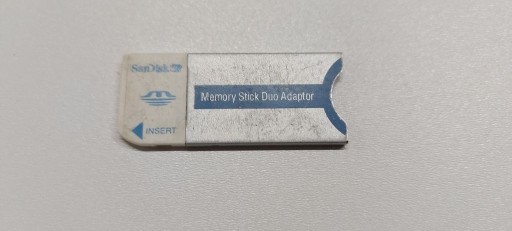 SanDisk
Memory Stick Duo Adaptor
INSERT